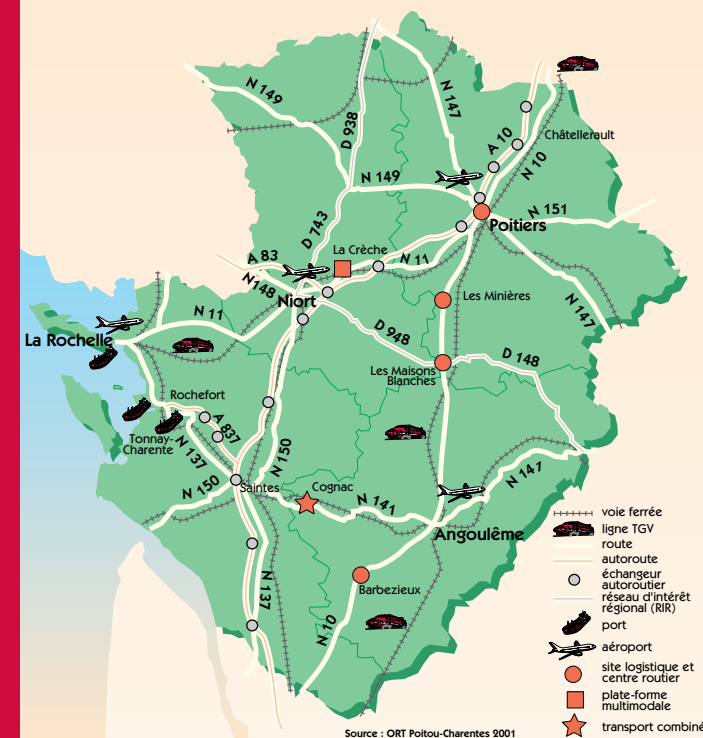 N 149
D 938
N 147
A 10
Châtellerault
N 10
N 149
N 151
Poitiers
D 743
La Crèche
A 83
N 11
N148
Niort
Les Minières
N 147
N 11
La Rochelle
D 948
D 148
Les Maisons
Blanches
Rochefort
A 837
Tonnay-
Charente
N 137
N 150
N 150
Saintes
Cognac
N 141
N 141
Angoulême
Barbezieux
N 137
N 10
voie ferrée
ligne TGV
route
autoroute
échangeur
autoroutier
réseau d'intérêt
régional (RIR)
port
aéroport
site logistique et
centre routier
plate-forme
multimodale
transport combiné
Source : ORT Poitou-Charentes 2001